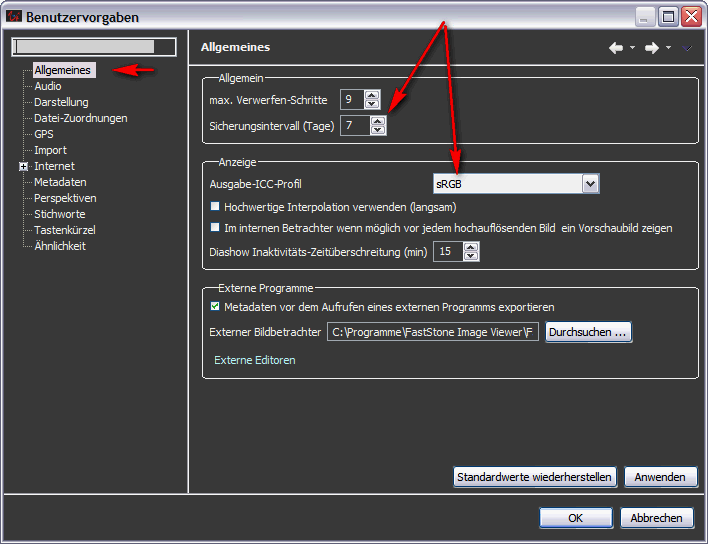 Benutzervorgaben
Allgemeines
Audio
Darstellung
Datei-Zuordnungen
GPS
Import
Internet
Metadaten
Perspektiven
Stichworte
Tastenkürzel
Ähnlichkeit
Allgemeines
Allgemein
max. Verwerfen-Schritte 9
Sicherungsintervall (Tage) 7
Anzeige
Ausgabe-ICC-Profil sRGB
Hochwertige Interpolation verwenden (langsam)
Im internen Betrachter wenn möglich vor jedem hochauflösenden Bild ein Vorschaubild zeigen
Diashow Inaktivitäts-Zeitüberschreitung (min) 15
Externe Programme
Metadaten vor dem Aufrufen eines externen Programms exportieren
Externer Bildbetrachter C:\Programme\FastStone Image Viewer\F Durchsuchen ...
Externe Editoren
Standardwerte wiederherstellen Anwenden
OK Abbrechen